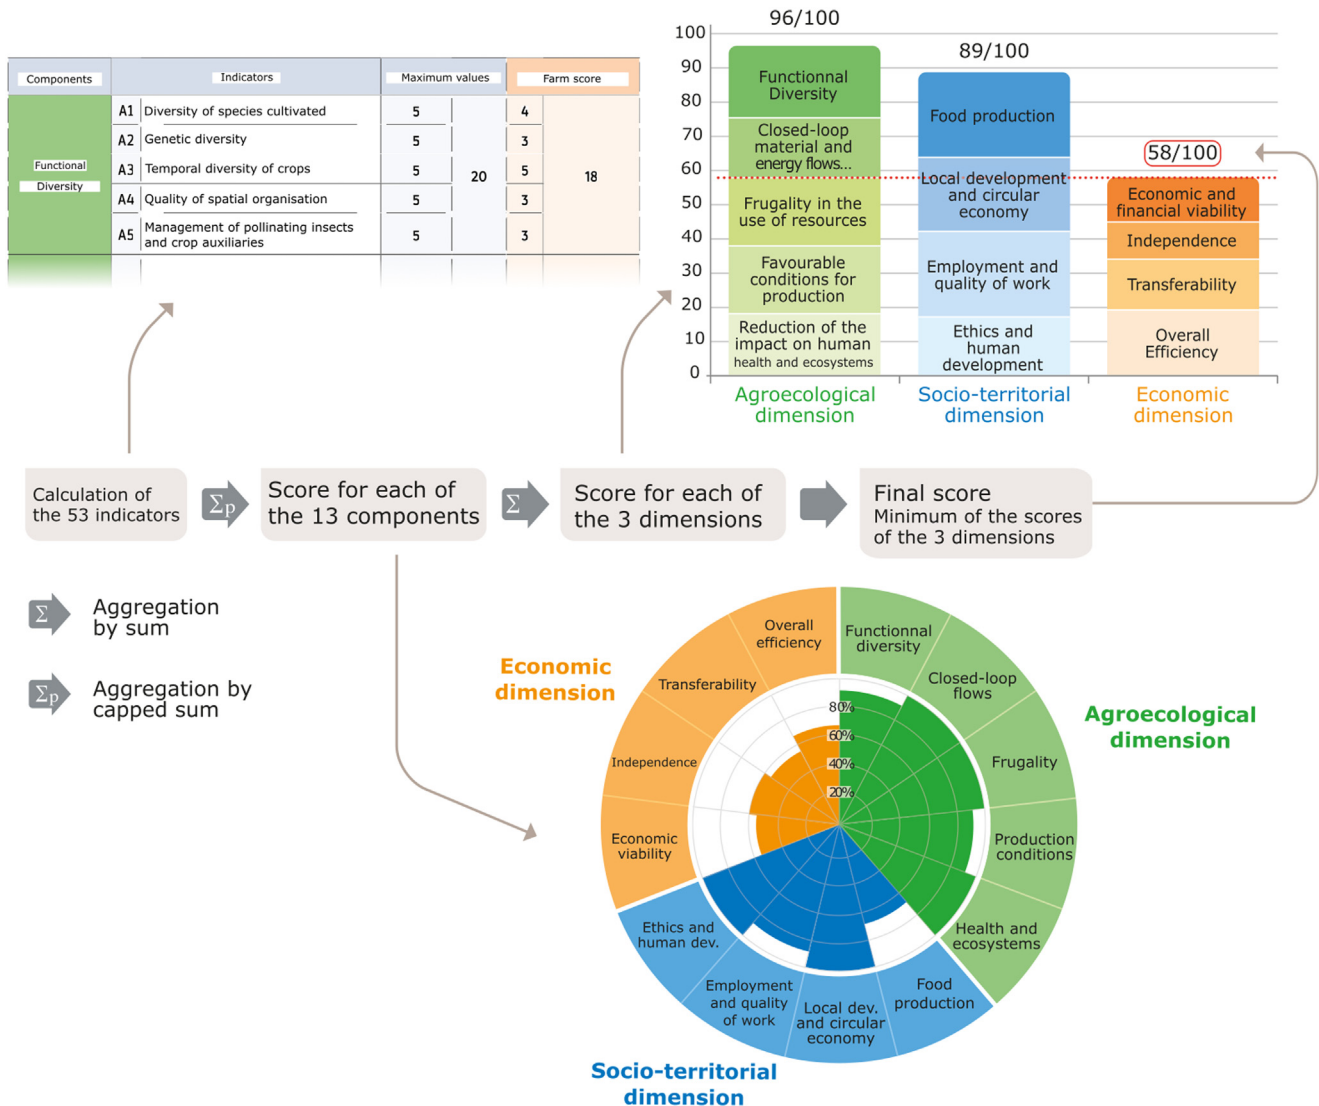 Components Indicators Maximum values Farm score
Functional
Diversity
A1 Diversity of species cultivated 5 4
A2 Genetic diversity 5 3
A3 Temporal diversity of crops 5 5
20 18
A4 Quality of spatial organisation 5 3
A5 Management of pollinating insects
and crop auxiliaries 5 3
96/100
89/100
58/100
100
90
80
70
60
50
40
30
20
10
0
Functionnal
Diversity
Closed-loop
material and
energy flows...
Frugality in the
use of resources
Favourable
conditions for
production
Reduction of the
impact on human
health and ecosystems
Food production
Local development
and circular
economy
Employment and
quality of work
Ethics and
human
development
Economic and
financial viability
Independence
Transferability
Overall
Efficiency
Agroecological
dimension
Socio-territorial
dimension
Economic
dimension
Calculation of
the 53 indicators
Σp
Score for each of
the 13 components
Σ
Score for each of
the 3 dimensions
Final score
Minimum of the scores
of the 3 dimensions
Σ
Aggregation
by sum
Σp
Aggregation by
capped sum
Economic
dimension
Agroecological
dimension
Socio-territorial
dimension
Overall
efficiency
Functionnal
diversity
Closed-loop
flows
Frugality
Production
conditions
Health and
ecosystems
Food
production
Local dev.
and circular
economy
Employment
and quality
of work
Ethics and
human dev.
Economic
viability
Independence
Transferability
80%
60%
40%
20%